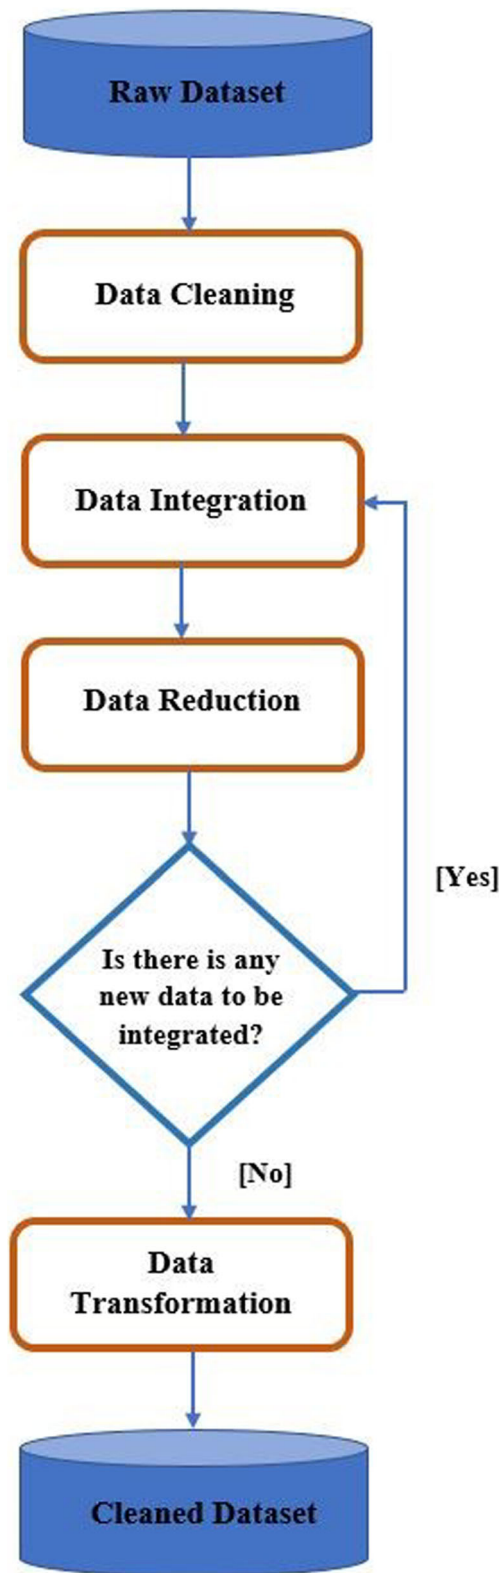 Raw Dataset
Data Cleaning
Data Integration
Data Reduction
[Yes]
Is there is any
new data to be
integrated?
[No]
Data
Transformation
Cleaned Dataset